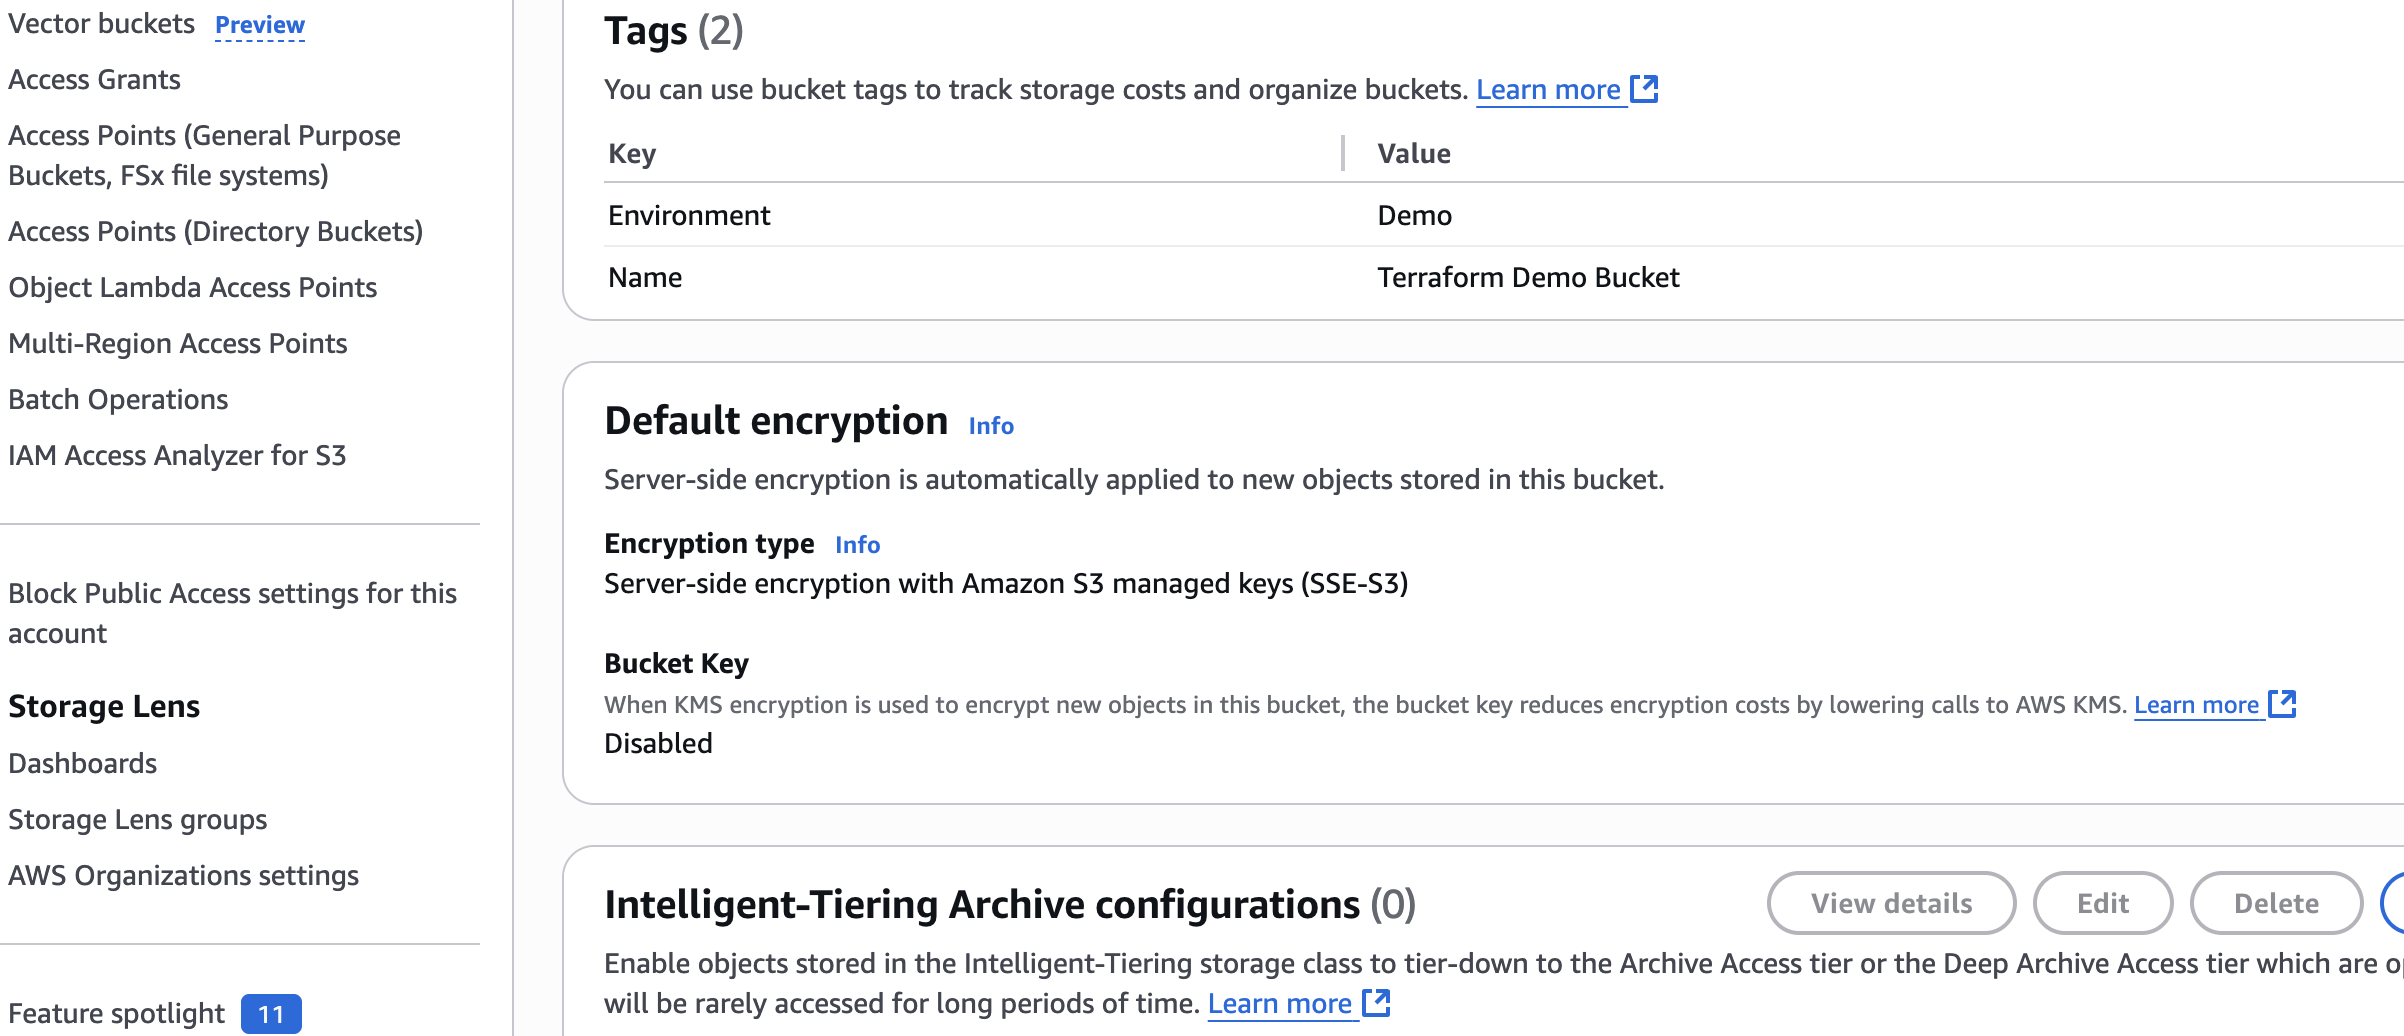 Vector buckets Preview
Access Grants
Access Points (General Purpose
Buckets, FSx file systems)
Access Points (Directory Buckets)
Object Lambda Access Points
Multi-Region Access Points
Batch Operations
IAM Access Analyzer for S3
Block Public Access settings for this
account
Storage Lens
Dashboards
Storage Lens groups
AWS Organizations settings
Feature spotlight 11
Tags (2)
You can use bucket tags to track storage costs and organize buckets. Learn more
Key Value
Environment Demo
Name Terraform Demo Bucket
Default encryption Info
Server-side encryption is automatically applied to new objects stored in this bucket.
Encryption type Info
Server-side encryption with Amazon S3 managed keys (SSE-S3)
Bucket Key
When KMS encryption is used to encrypt new objects in this bucket, the bucket key reduces encryption costs by lowering calls to AWS KMS. Learn more
Disabled
Intelligent-Tiering Archive configurations (0)
View details Edit Delete
Enable objects stored in the Intelligent-Tiering storage class to tier-down to the Archive Access tier or the Deep Archive Access tier which are
will be rarely accessed for long periods of time. Learn more